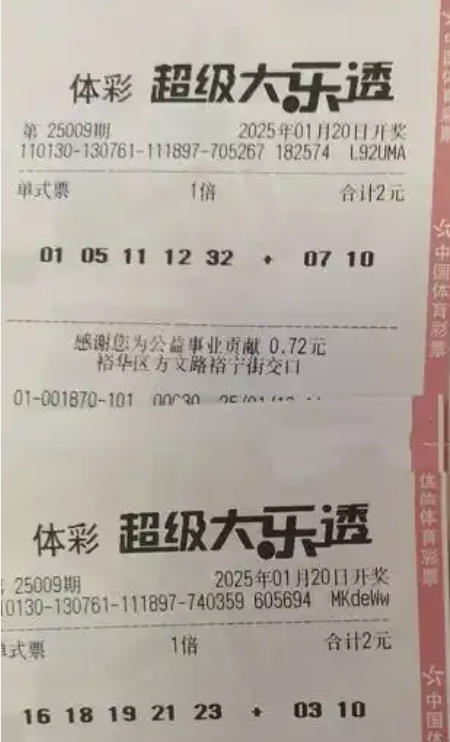 体彩 超级大乐透
第 25009期 2025年01月20日开奖
110130-130761-111897-705267 182574 L92UMA
单式票 1倍 合计2元
01 05 11 12 32 + 07 10
感谢您为公益事业贡献 0.72元
裕华区方文路裕宁街交口
01-001870-101
中国体育彩票
体彩 超级大乐透
25009期 2025年01月20日开奖
10130-130761-111897-740359 605694 MKdeWw
单式票 1倍 合计2元
16 18 19 21 23 + 03 10
体育彩票
中国体